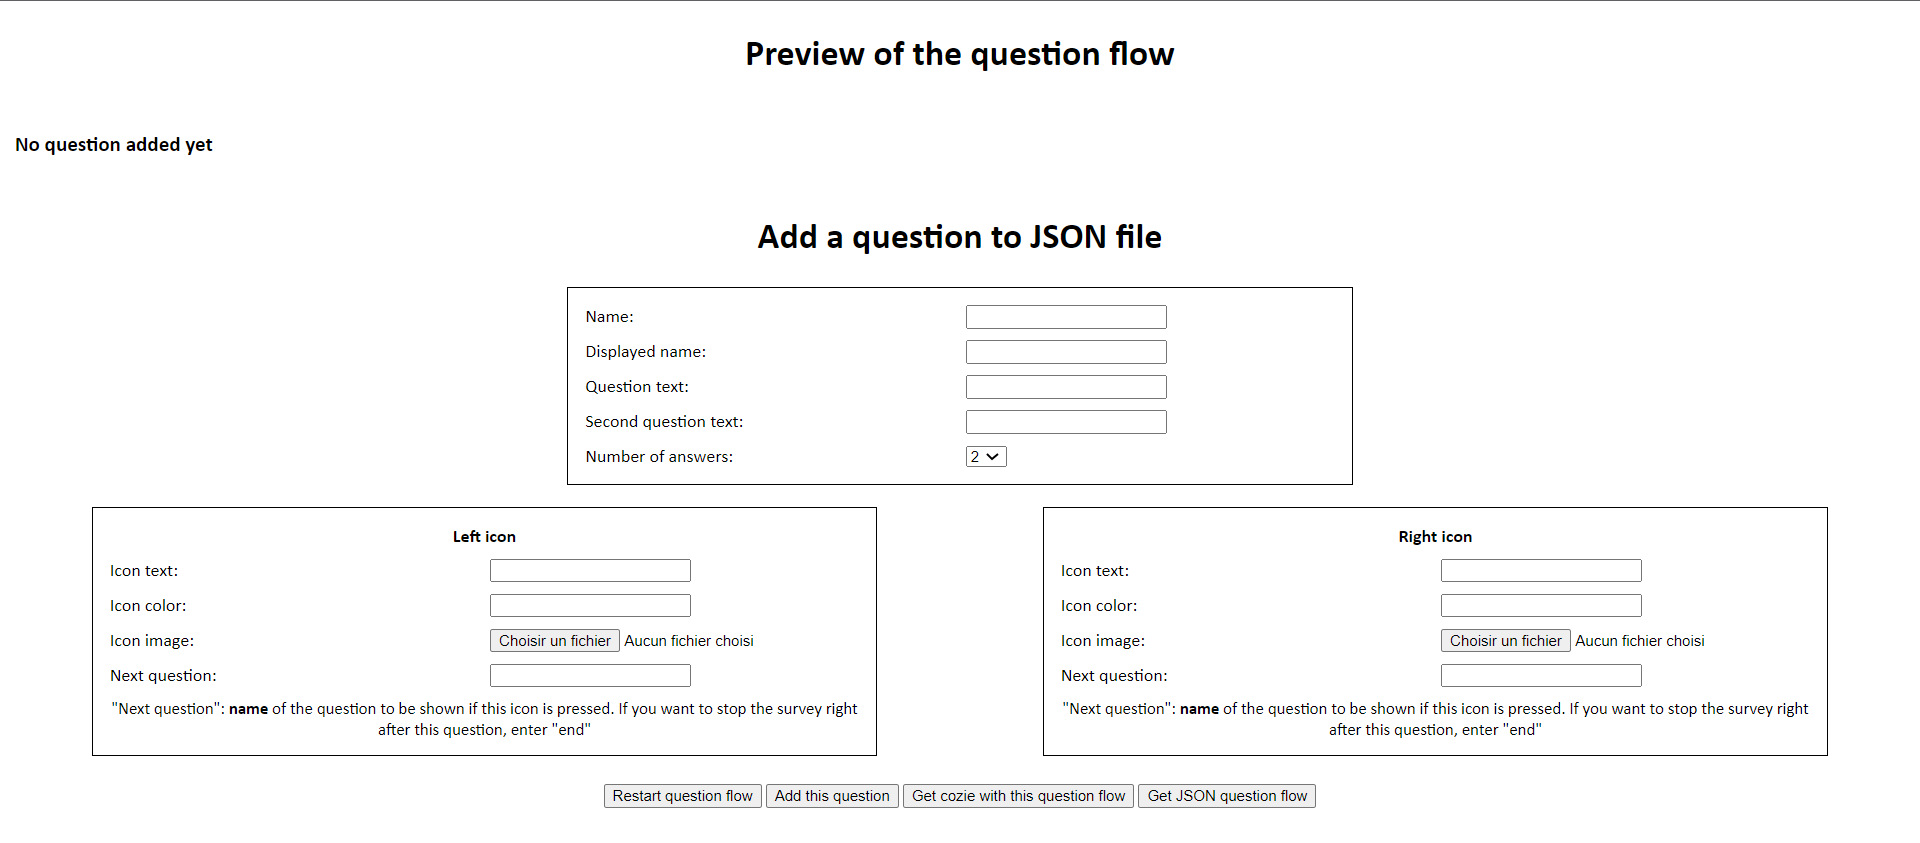 Preview of the question flow
No question added yet
Add a question to JSON file
Name:
Displayed name:
Question text:
Second question text:
Number of answers: 2
Left icon
Icon text:
Icon color:
Icon image: Choisir un fichier Aucun fichier choisi
Next question:
"Next question": name of the question to be shown if this icon is pressed. If you want to stop the survey right
after this question, enter "end"
Right icon
Icon text:
Icon color:
Icon image: Choisir un fichier Aucun fichier choisi
Next question:
"Next question": name of the question to be shown if this icon is pressed. If you want to stop the survey right
after this question, enter "end"
Restart question flow Add this question Get cozie with this question flow Get JSON question flow